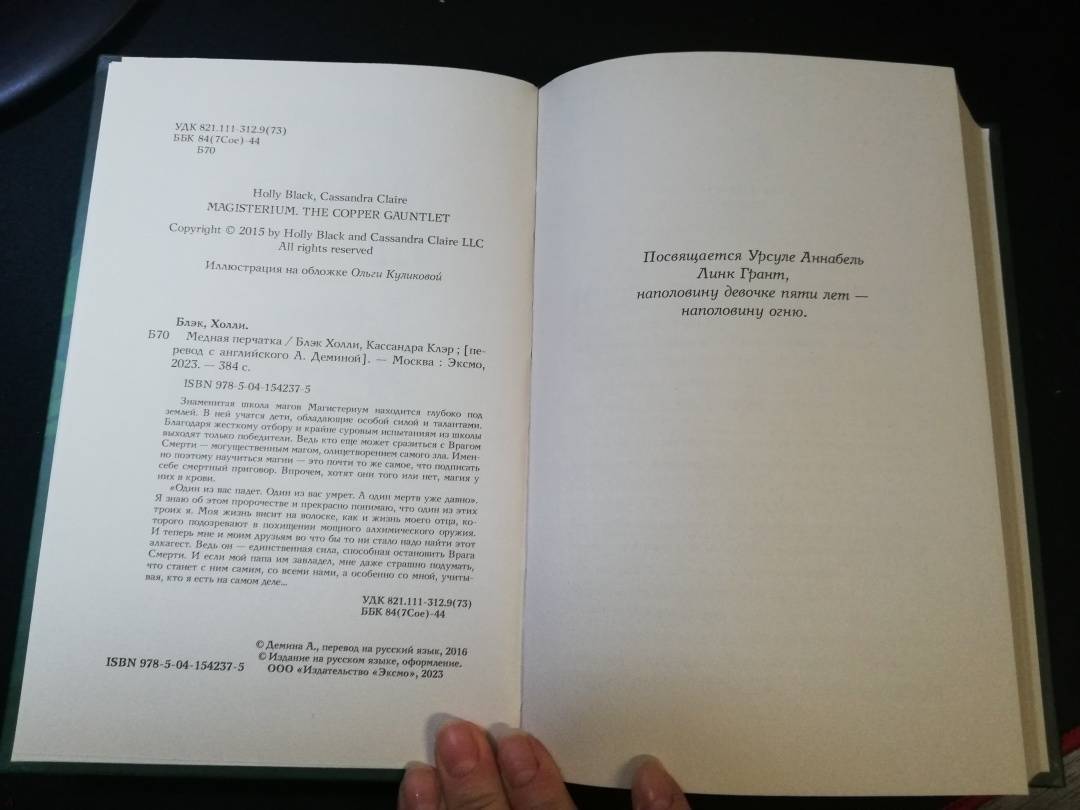 УДК 821.111-312.9(73)
ББК 84(7Сое)-44
Б70
Holly Black, Cassandra Claire
MAGISTERIUM. THE COPPER GAUNTLET
Copyright © 2015 by Holly Black and Cassandra Claire LLC
All rights reserved
Иллюстрация на обложке Ольги Куликовой
Блэк, Холли.
Б70 Медная перчатка / Блэк Холли, Кассандра Клэр ; [пе-
ревод с английского А. Деминой]. — Москва : Эксмо,
2023. — 384 с.
ISBN 978-5-04-154237-5
Знаменитая школа магов Магистериум находится глубоко под
землей. В ней учатся дети, обладающие особой силой и талантами.
Благодаря жесткому отбору и крайне суровым испытаниям из школы
выходят только победители. Ведь кто еще может сразиться с Врагом
Смерти — могущественным магом, олицетворением самого зла. Имен-
но поэтому научиться магии — это почти то же самое, что подписать
себе смертный приговор. Впрочем, хотят они того или нет, магия у
них в крови.
«Один из вас падет. Один из вас умрет. А один мертв уже давно».
Я знаю об этом пророчестве и прекрасно понимаю, что один из этих
троих я. Моя жизнь висит на волоске, как и жизнь моего отца, ко-
торого подозревают в похищении мощного алхимического оружия.
И теперь мне и моим друзьям во что бы то ни стало надо найти этот
алкагест. Ведь он — единственная сила, способная остановить Врага
Смерти. И если мой папа им завладел, мне даже страшно подумать,
что станет с ним самим, со всеми нами, а особенно со мной, учиты-
вая, кто я есть на самом деле...
УДК 821.111-312.9(73)
ББК 84(7Сое)-44
© Демина А., перевод на русский язык, 2016
© Издание на русском языке, оформление.
ООО «Издательство «Эксмо», 2023
ISBN 978-5-04-154237-5
Посвящается Урсуле Аннабель
Линк Грант,
наполовину девочке пяти лет —
наполовину огню.